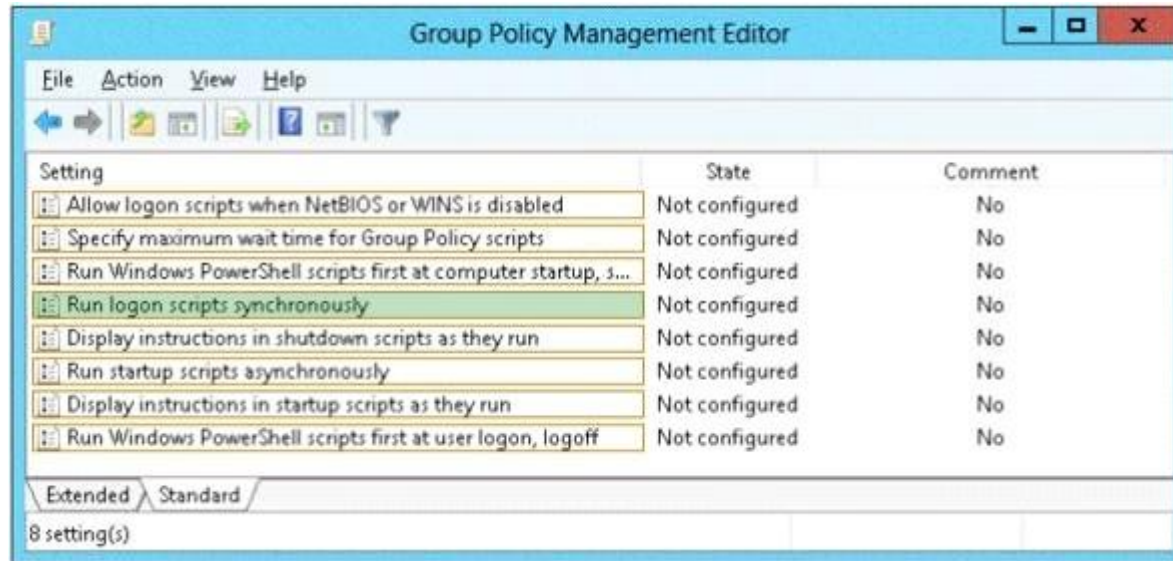 Group Policy Management Editor
File Action View Help
Setting State Comment
Allow logon scripts when NetBIOS or WINS is disabled Not configured No
Specify maximum wait time for Group Policy scripts Not configured No
Run Windows PowerShell scripts first at computer startup, s... Not configured No
Run logon scripts synchronously Not configured No
Display instructions in shutdown scripts as they run Not configured No
Run startup scripts asynchronously Not configured No
Display instructions in startup scripts as they run Not configured No
Run Windows PowerShell scripts first at user logon, logoff Not configured No
Extended Standard
8 setting(s)